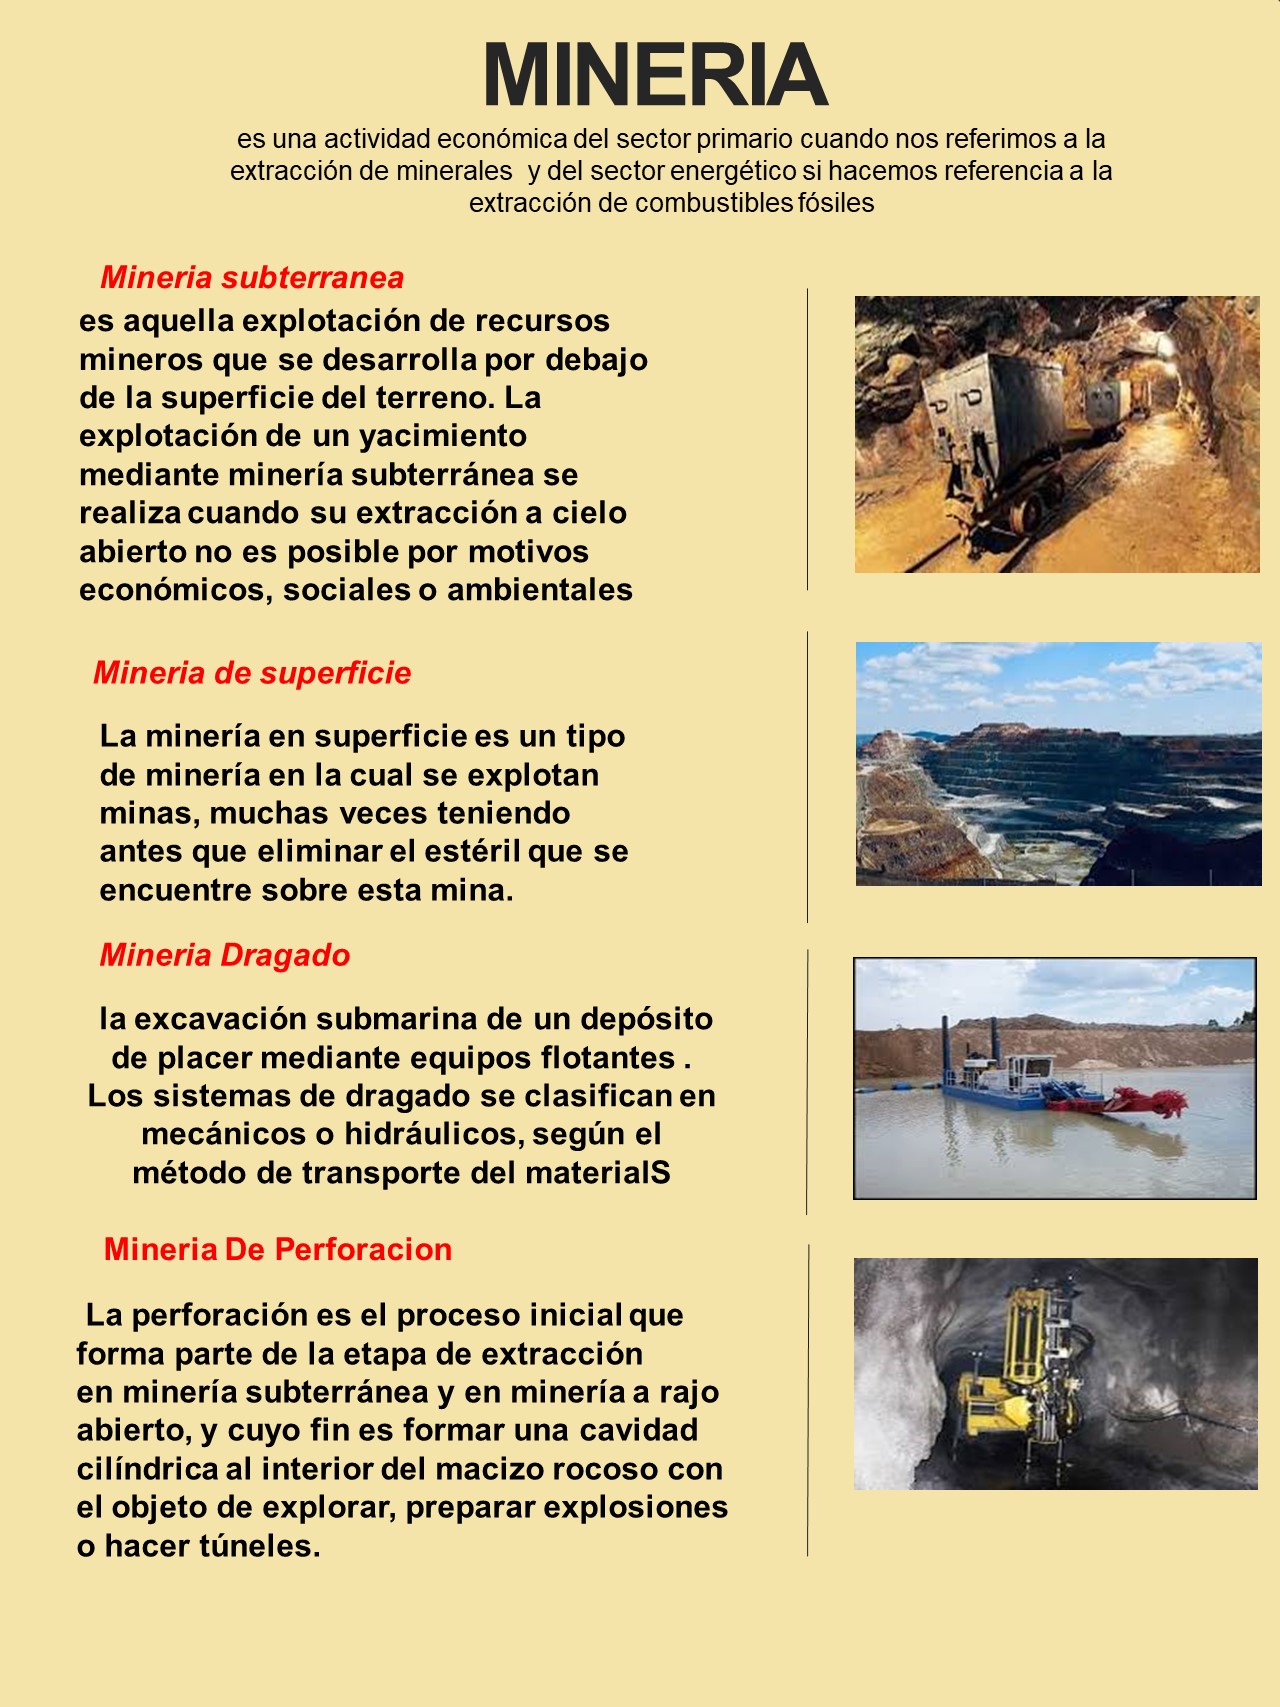 MINERIA
es una actividad económica del sector primario cuando nos referimos a la
extracción de minerales  y del sector energético si hacemos referencia a la
extracción de combustibles fósiles
Mineria subterranea
es aquella explotación de recursos
mineros que se desarrolla por debajo
de la superficie del terreno. La
explotación de un yacimiento
mediante minería subterránea se
realiza cuando su extracción a cielo
abierto no es posible por motivos
económicos, sociales o ambientales
Mineria de superficie
La minería en superficie es un tipo
de minería en la cual se explotan
minas, muchas veces teniendo
antes que eliminar el estéril que se
encuentre sobre esta mina.
Mineria Dragado
la excavación submarina de un depósito
de placer mediante equipos flotantes .
Los sistemas de dragado se clasifican en
mecánicos o hidráulicos, según el
método de transporte del materialS
Mineria De Perforacion
La perforación es el proceso inicial que
forma parte de la etapa de extracción
en minería subterránea y en minería a rajo
abierto, y cuyo fin es formar una cavidad
cilíndrica al interior del macizo rocoso con
el objeto de explorar, preparar explosiones
o hacer túneles.